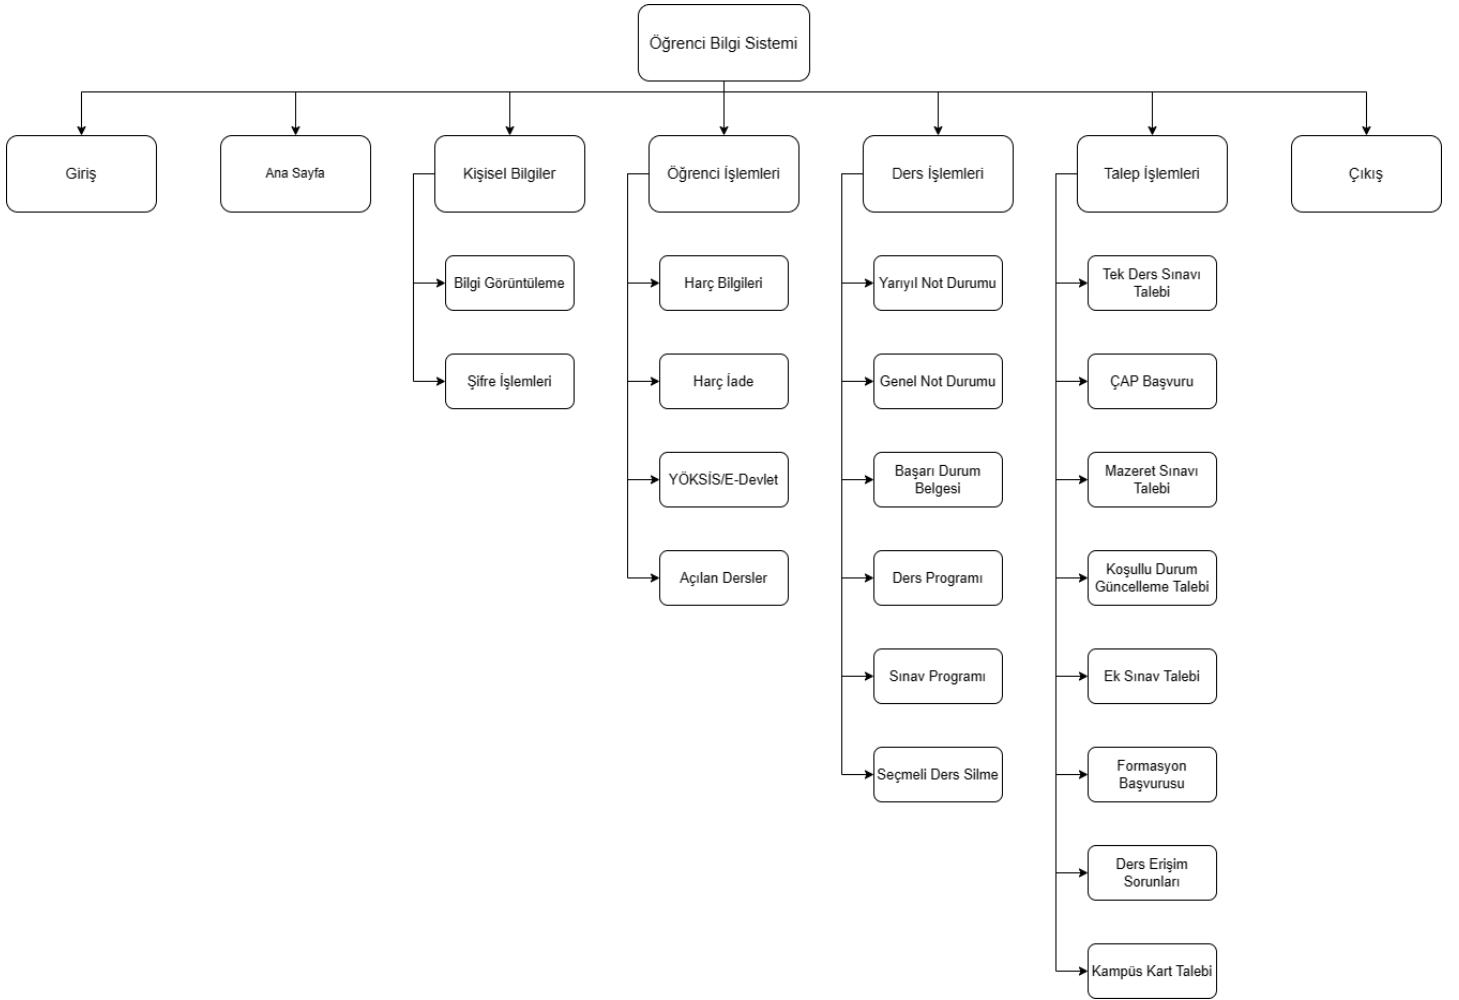 Öğrenci Bilgi Sistemi
Giriş
Ana Sayfa
Kişisel Bilgiler
Öğrenci İşlemleri
Ders İşlemleri
Talep İşlemleri
Çıkış
Bilgi Görüntüleme
Şifre İşlemleri
Harç Bilgileri
Harç İade
YÖKSİS/E-Devlet
Açılan Dersler
Yarıyıl Not Durumu
Genel Not Durumu
Başarı Durum
Belgesi
Ders Programı
Sınav Programı
Seçmeli Ders Silme
Tek Ders Sınavı
Talebi
ÇAP Başvuru
Mazeret Sınavı
Talebi
Koşullu Durum
Güncelleme Talebi
Ek Sınav Talebi
Formasyon
Başvurusu
Ders Erişim
Sorunları
Kampüs Kart Talebi